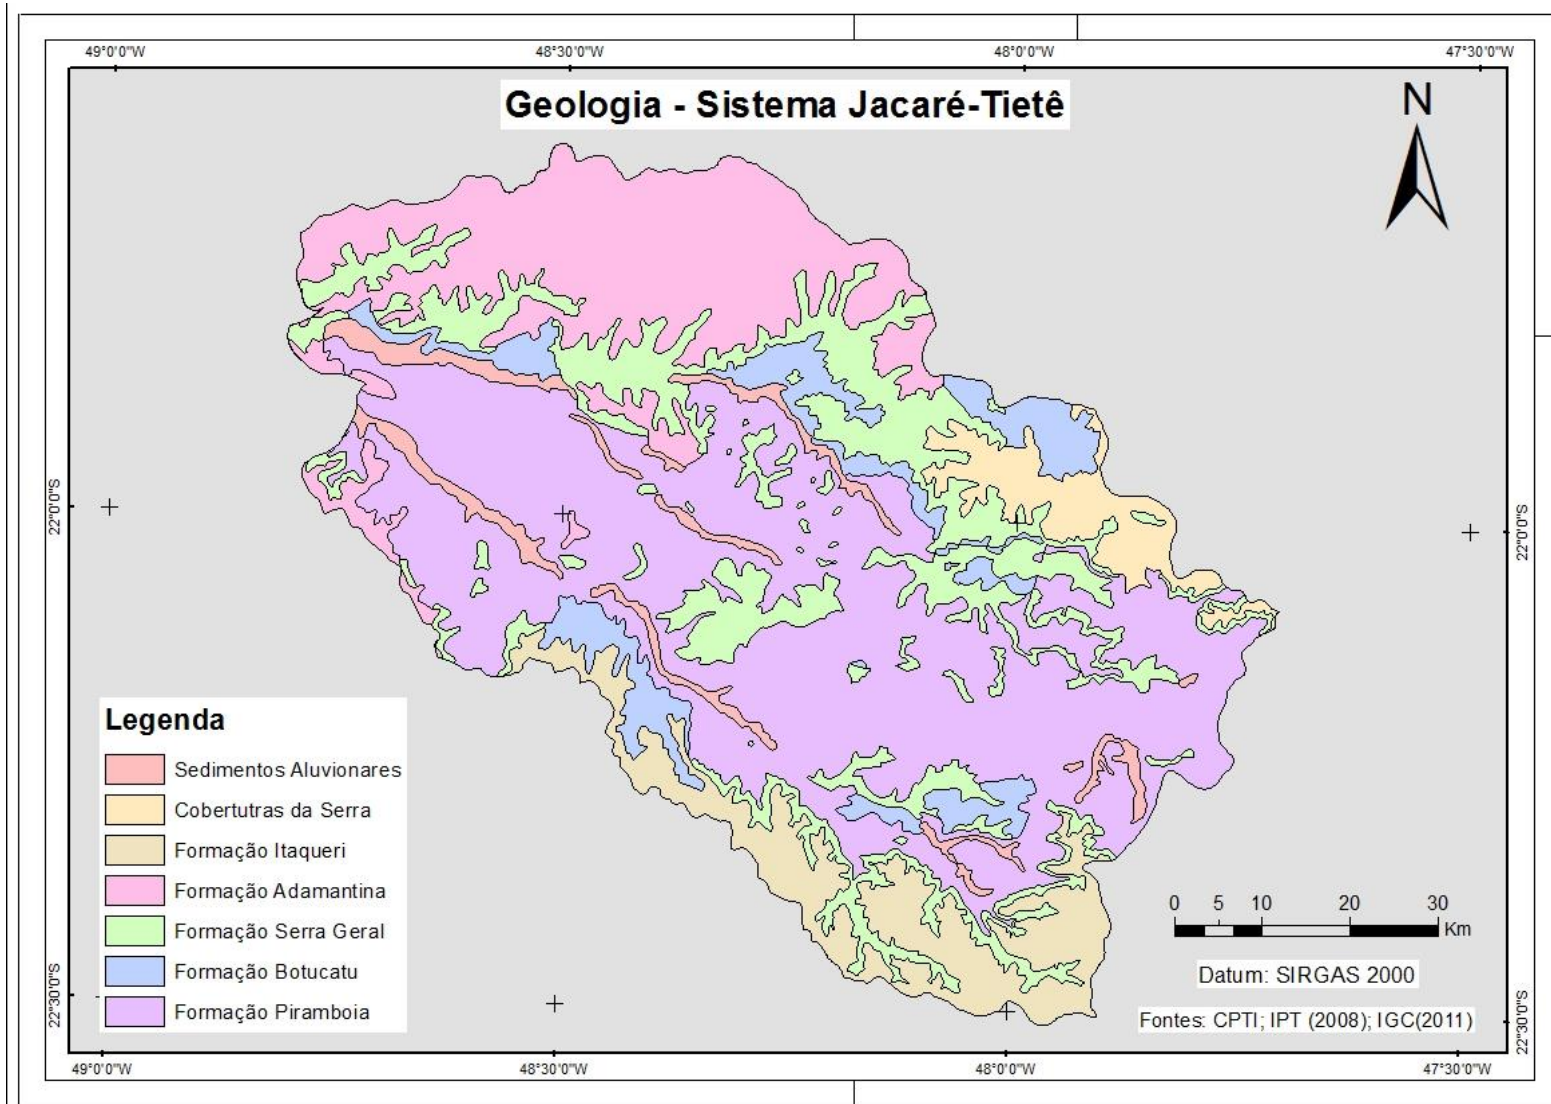 49°0'0"W
48°30'0"W
48°0'0"W
47°30'0"W
Geologia - Sistema Jacaré-Tietê
N
22°0'0"S
22°0'0"S
Legenda
Sedimentos Aluvionares
Cobertutras da Serra
Formação Itaqueri
Formação Adamantina
Formação Serra Geral
Formação Botucatu
Formação Piramboia
0 5 10 20 30
Km
Datum: SIRGAS 2000
Fontes: CPTI; IPT (2008); IGC(2011)
22°30'0"S
22°30'0"S
49°0'0"W
48°30'0"W
48°0'0"W
47°30'0"W